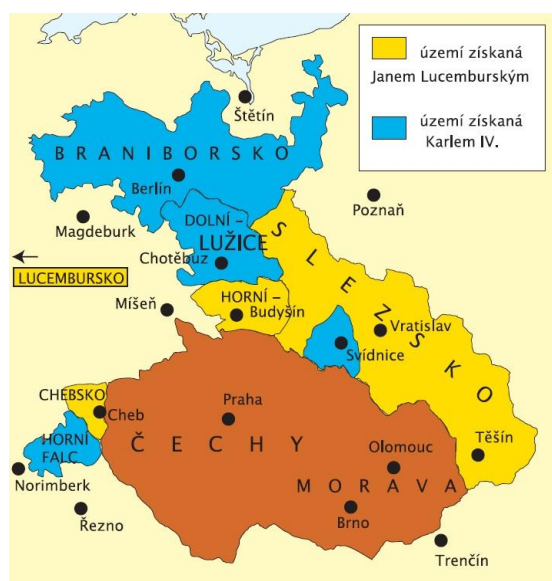 území získaná
Janem Lucemburským
území získaná
Karlem IV.
Štětín
BRANIBORSKO
Berlín
Poznaň
Magdeburk
DOLNÍ –
LUŽICE
Chotěbuz
LUCEMBURSKO
SLEZSKO
HORNÍ –
Budyšín
Míšeň
Vratislav
Svídnice
CHEBSKO
Cheb
Praha
HORNÍ
FALC
ČECHY
Olomouc
Těšín
Norimberk
MORAVA
Řezno
Brno
Trenčín